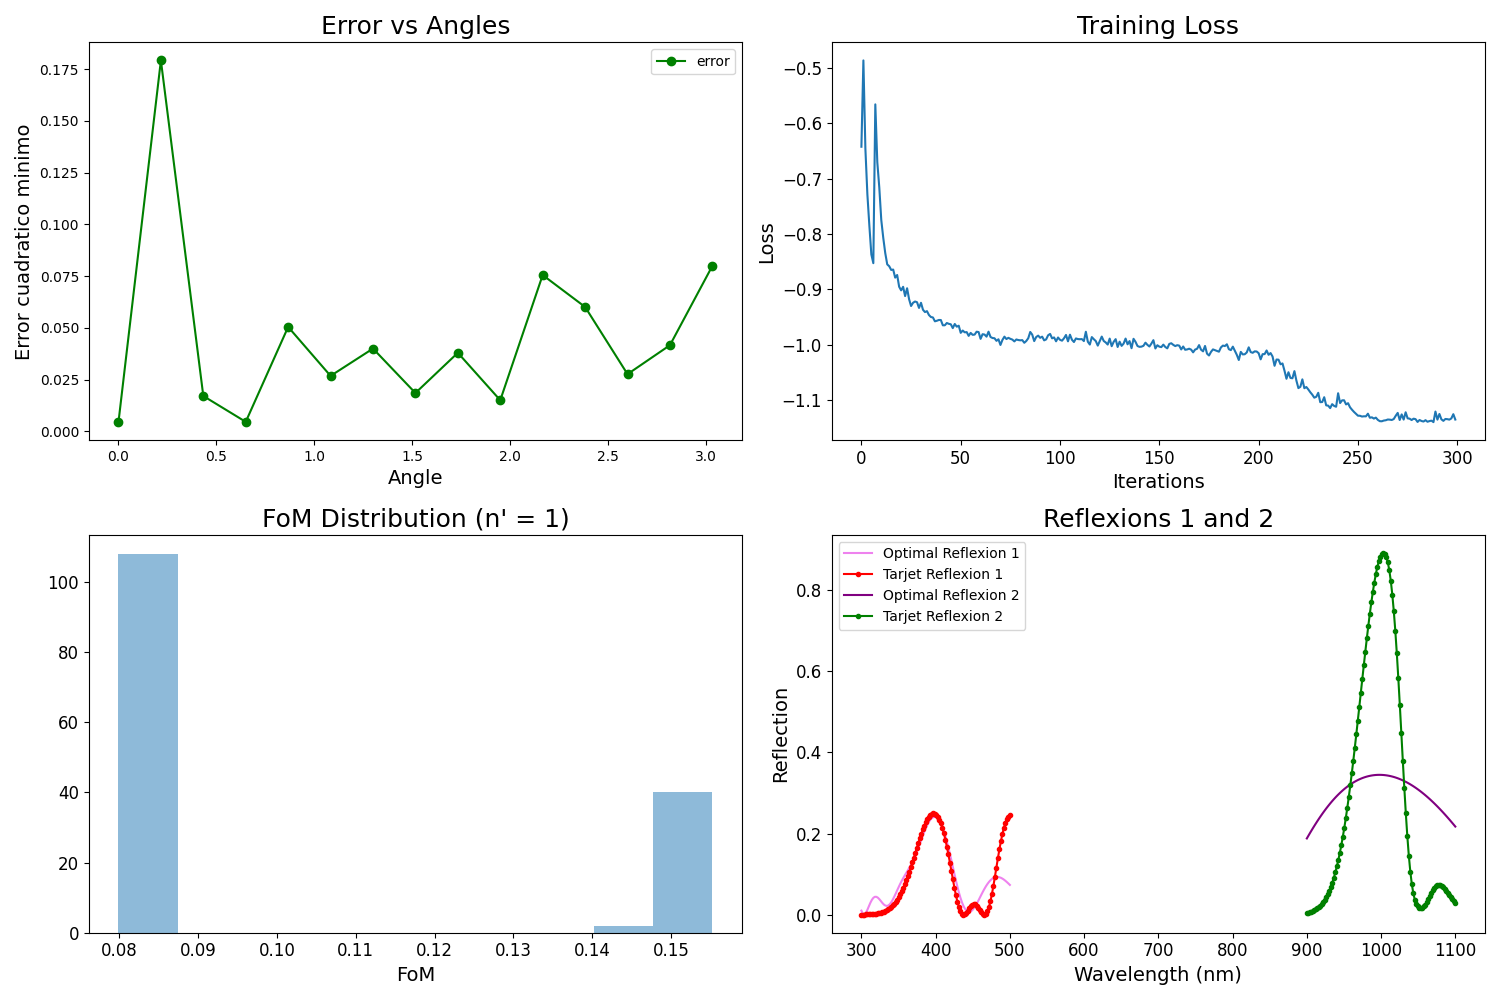 Error vs Angles
error
0.175
0.150
0.125
0.100
0.075
0.050
0.025
0.000
Error cuadratico minimo
0.0 0.5 1.0 1.5 2.0 2.5 3.0
Angle
Training Loss
−0.5
−0.6
−0.7
−0.8
−0.9
−1.0
−1.1
Loss
0 50 100 150 200 250 300
Iterations
FoM Distribution (n' = 1)
100
80
60
40
20
0
0.08 0.09 0.10 0.11 0.12 0.13 0.14 0.15
FoM
Reflexions 1 and 2
Optimal Reflexion 1
Tarjet Reflexion 1
Optimal Reflexion 2
Tarjet Reflexion 2
0.8
0.6
0.4
0.2
0.0
Reflection
300 400 500 600 700 800 900 1000 1100
Wavelength (nm)